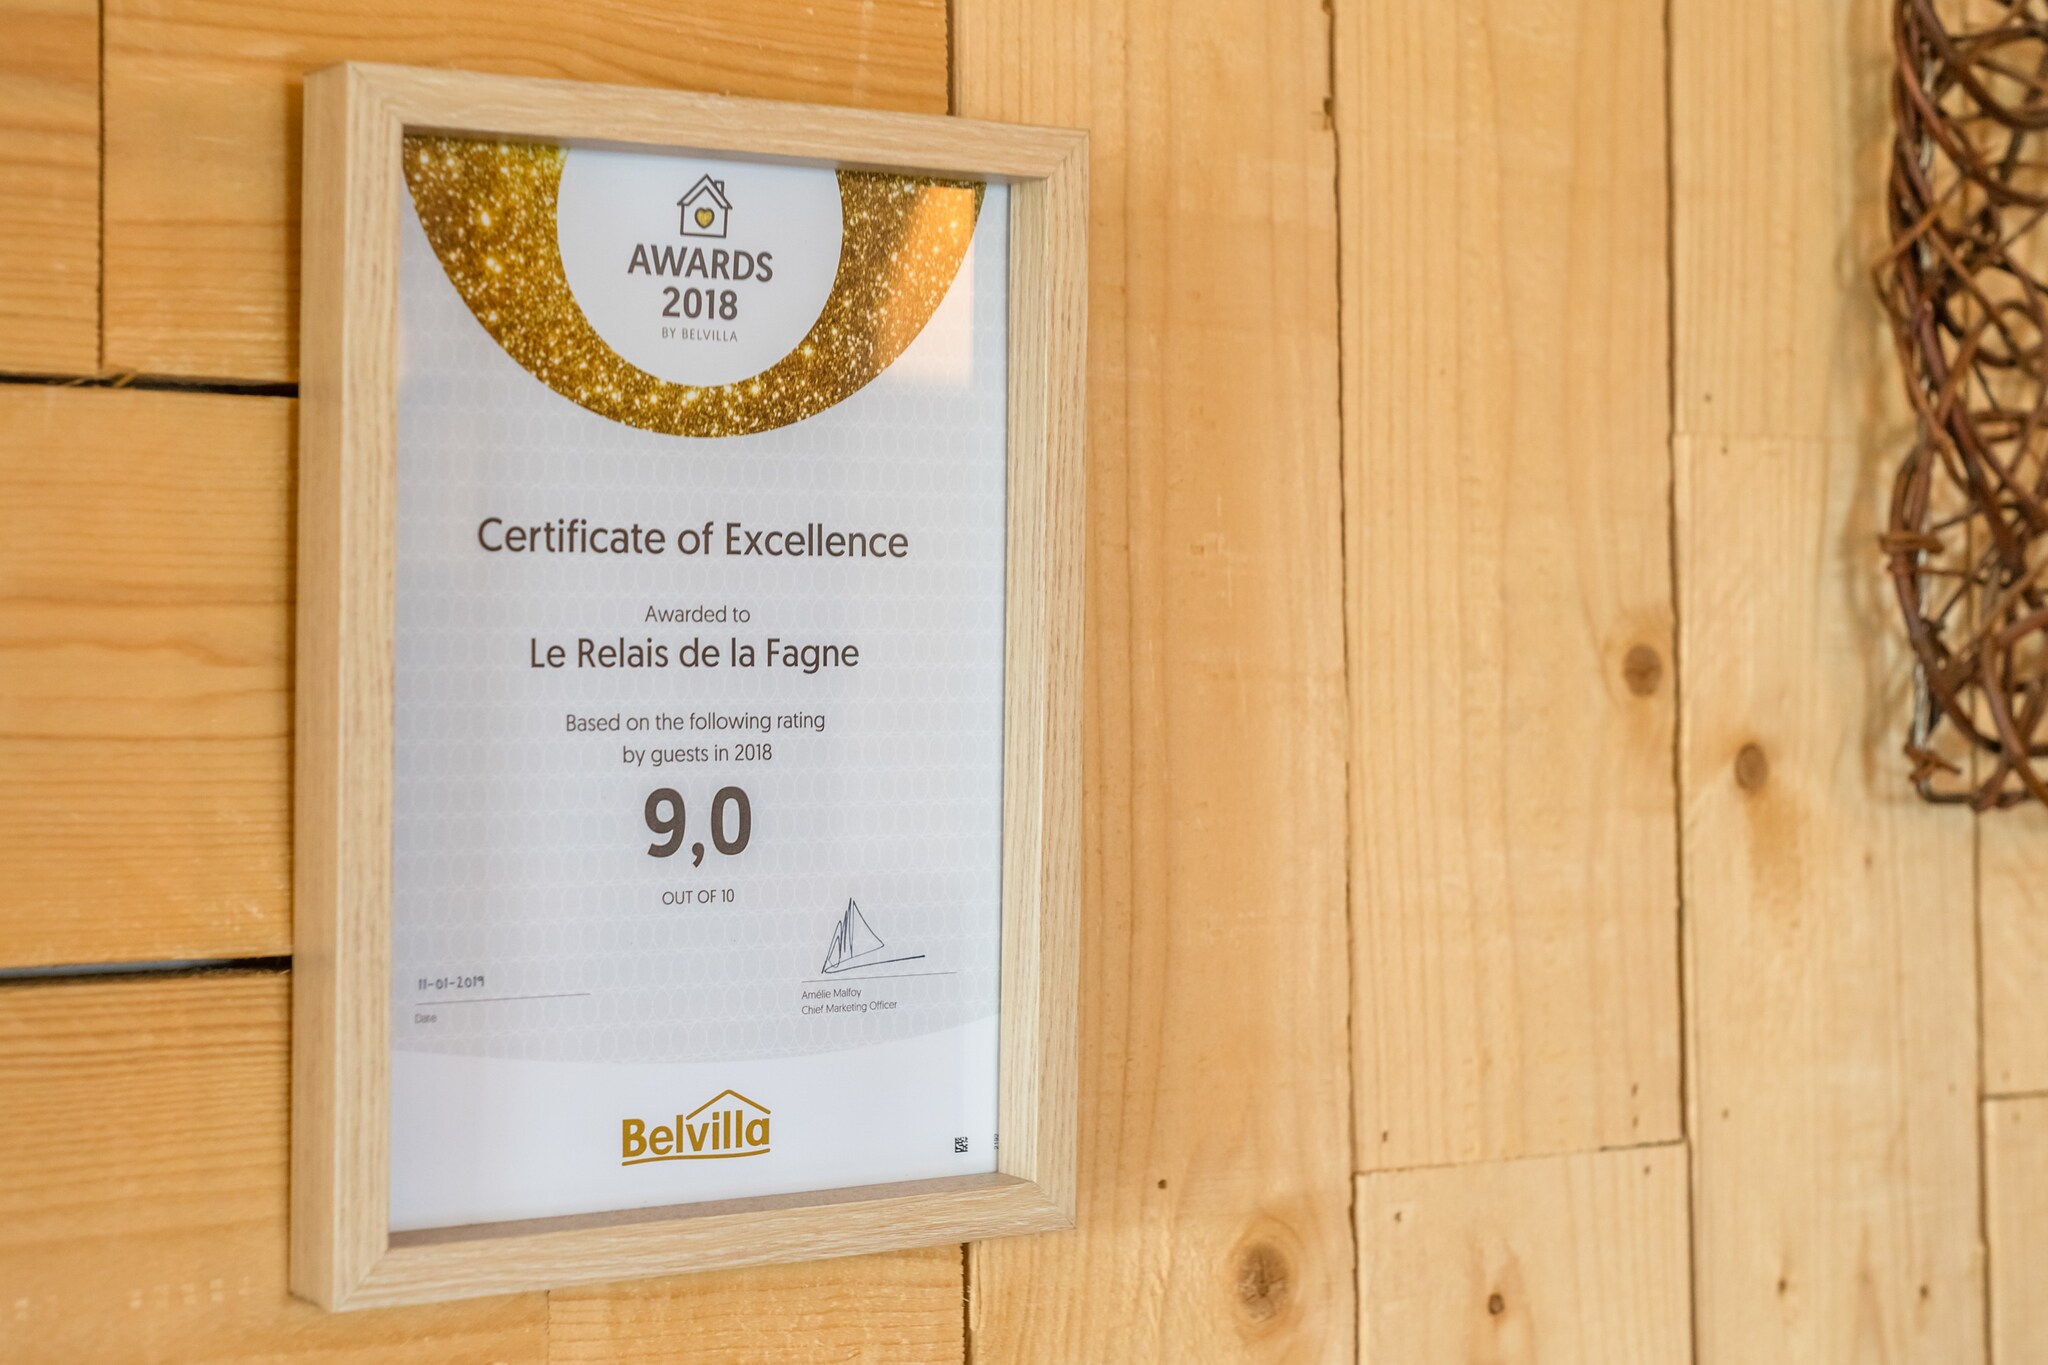 AWARDS
2018
BY BELVILLA
Certificate of Excellence
Awarded to
Le Relais de la Fagne
Based on the following rating
by guests in 2018
9,0
OUT OF 10
11-01-2019
Date
Amélie Malfoy
Chief Marketing Officer
Belvilla